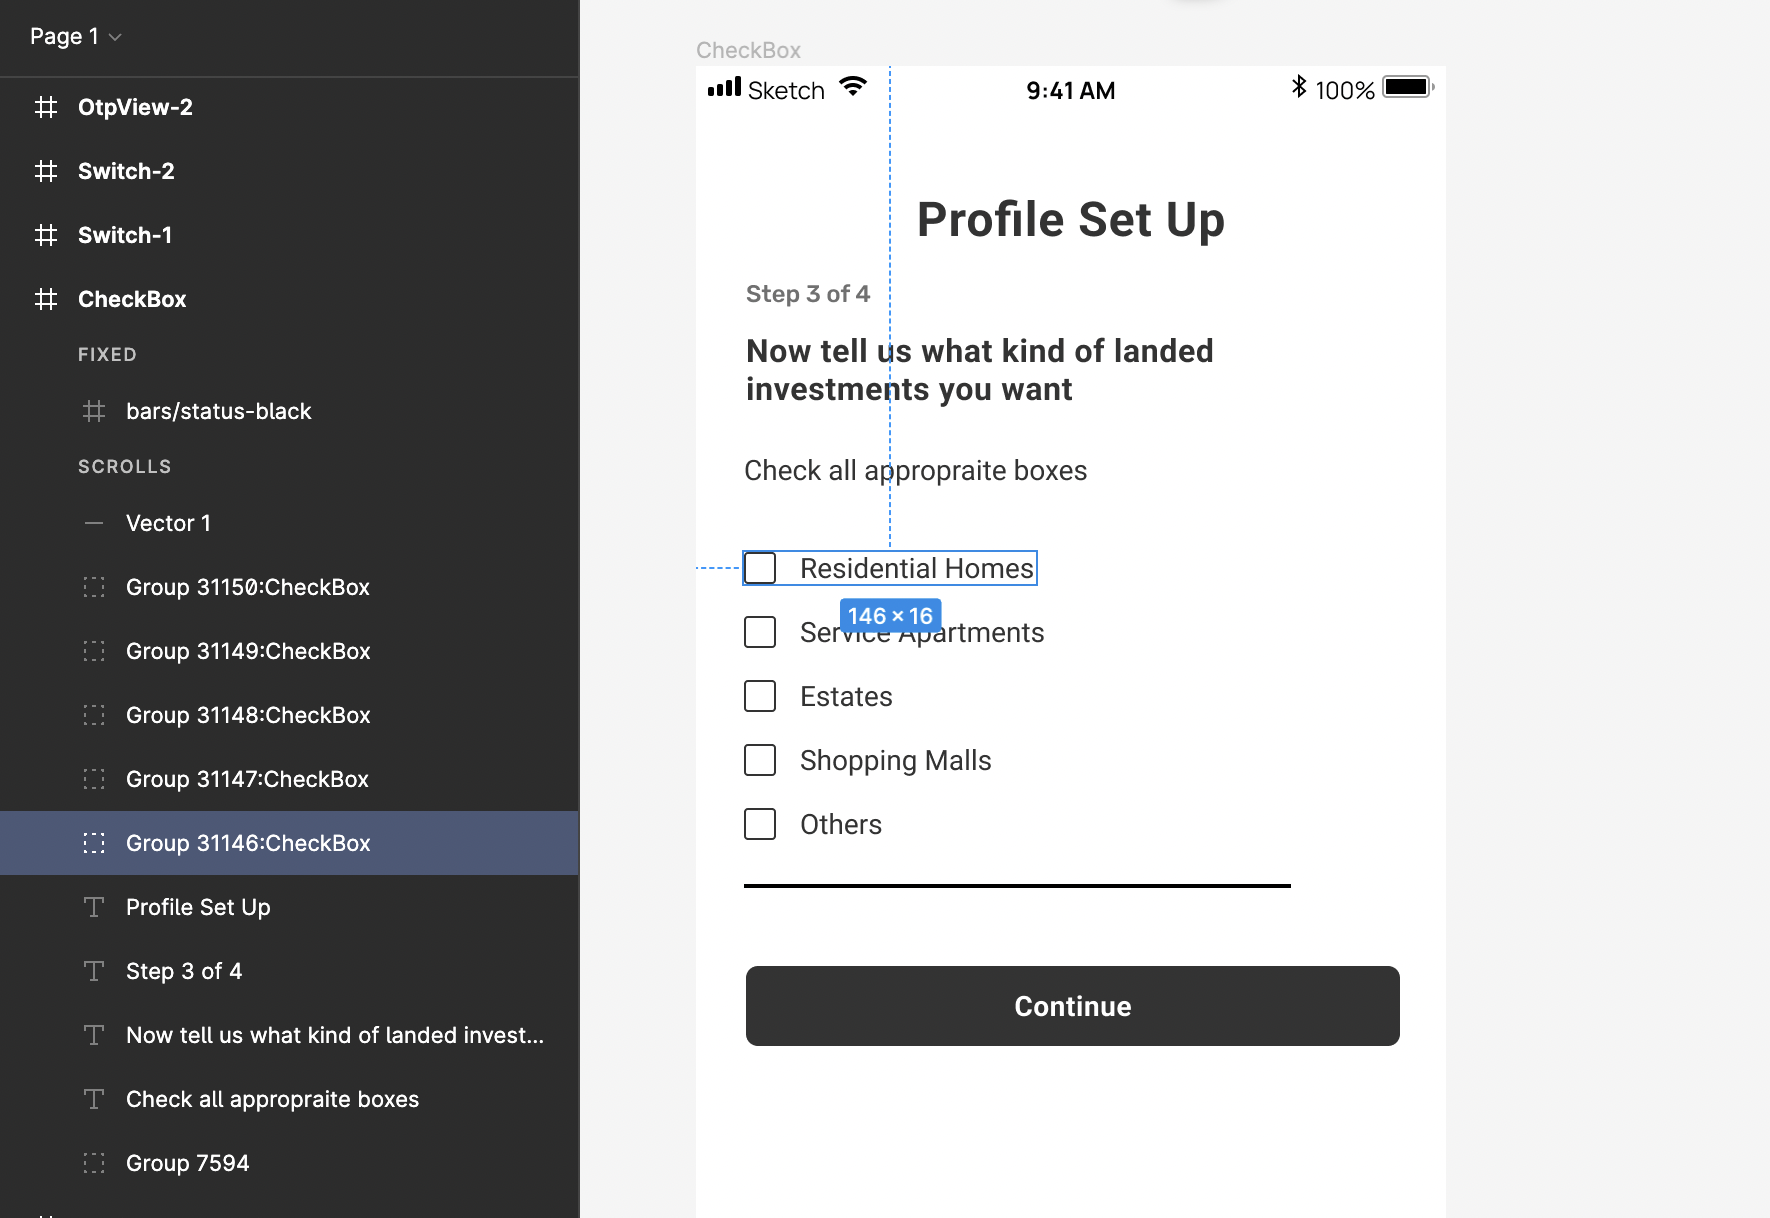 Page 1
OtpView-2
Switch-2
Switch-1
CheckBox
FIXED
bars/status-black
SCROLLS
Vector 1
Group 31150:CheckBox
Group 31149:CheckBox
Group 31148:CheckBox
Group 31147:CheckBox
Group 31146:CheckBox
Profile Set Up
Step 3 of 4
Now tell us what kind of landed invest...
Check all appropraite boxes
Group 7594
CheckBox
Sketch 9:41 AM 100%
Profile Set Up
Step 3 of 4
Now tell us what kind of landed
investments you want
Check all appropraite boxes
Residential Homes
146 × 16
Service Apartments
Estates
Shopping Malls
Others
Continue